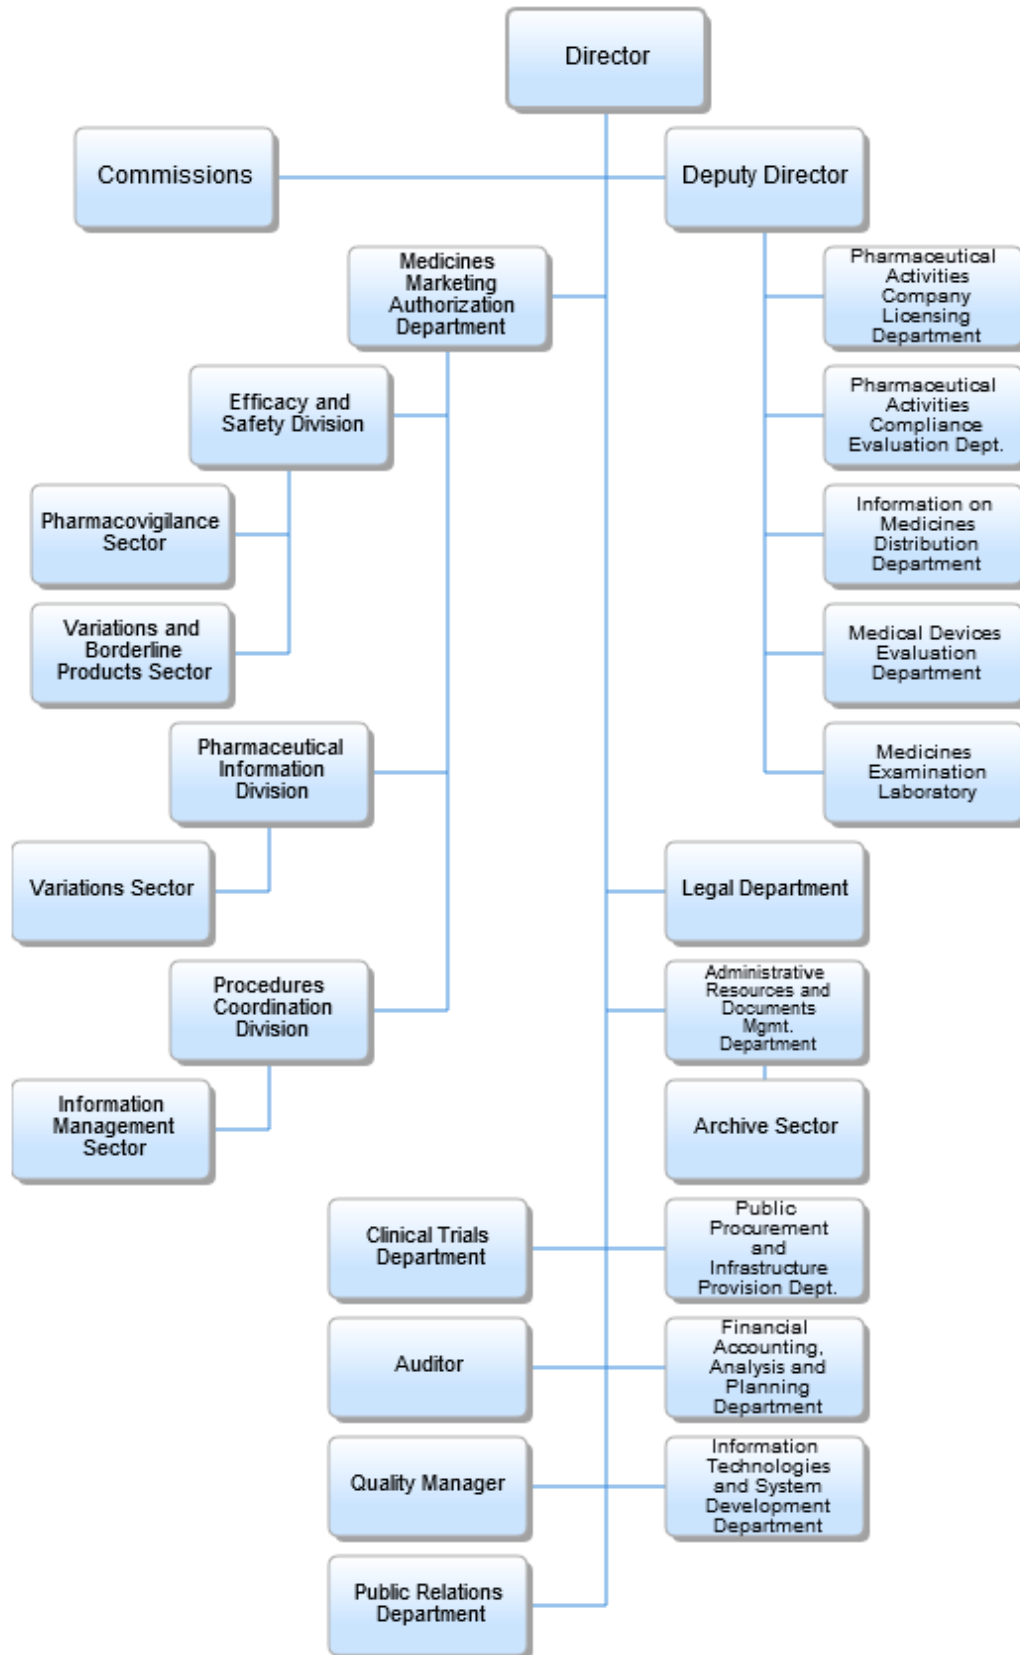 Director
Commissions
Deputy Director
Medicines
Marketing
Authorization
Department
Pharmaceutical
Activities
Company
Licensing
Department
Efficacy and
Safety Division
Pharmaceutical
Activities
Compliance
Evaluation Dept.
Pharmacovigilance
Sector
Information on
Medicines
Distribution
Department
Variations and
Borderline
Products Sector
Medical Devices
Evaluation
Department
Pharmaceutical
Information
Division
Medicines
Examination
Laboratory
Variations Sector
Legal Department
Procedures
Coordination
Division
Administrative
Resources and
Documents
Mgmt.
Department
Information
Management
Sector
Archive Sector
Clinical Trials
Department
Public
Procurement
and
Infrastructure
Provision Dept.
Auditor
Financial
Accounting,
Analysis and
Planning
Department
Quality Manager
Information
Technologies
and System
Development
Department
Public Relations
Department